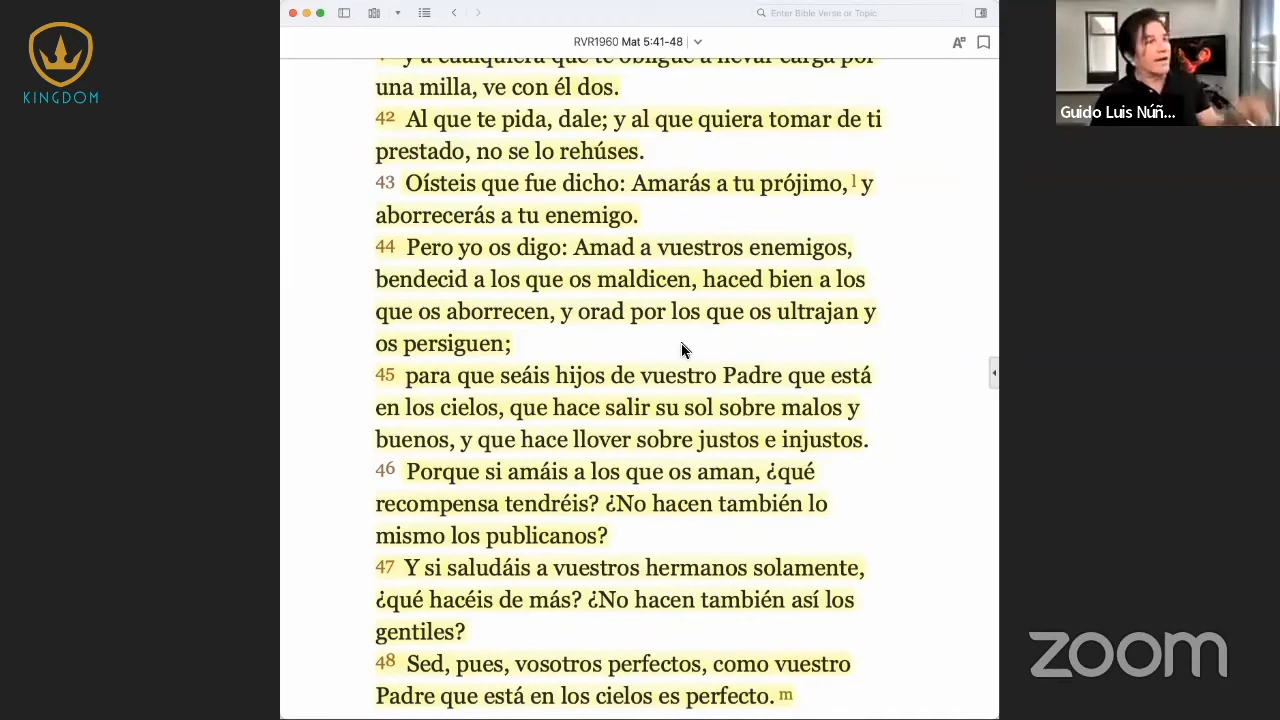 KINGDOM
Enter Bible Verse or Topic
RVR1960 Mat 5:41-48
y a cualquiera que te obligue a llevar carga por
una milla, ve con él dos.
42 Al que te pida, dale; y al que quiera tomar de ti
prestado, no se lo rehúses.
43 Oísteis que fue dicho: Amarás a tu prójimo, l y
aborrecerás a tu enemigo.
44 Pero yo os digo: Amad a vuestros enemigos,
bendecid a los que os maldicen, haced bien a los
que os aborrecen, y orad por los que os ultrajan y
os persiguen;
45 para que seáis hijos de vuestro Padre que está
en los cielos, que hace salir su sol sobre malos y
buenos, y que hace llover sobre justos e injustos.
46 Porque si amáis a los que os aman, ¿qué
recompensa tendréis? ¿No hacen también lo
mismo los publicanos?
47 Y si saludáis a vuestros hermanos solamente,
¿qué hacéis de más? ¿No hacen también así los
gentiles?
48 Sed, pues, vosotros perfectos, como vuestro
Padre que está en los cielos es perfecto. m
Guido Luis Núñ...
zoom